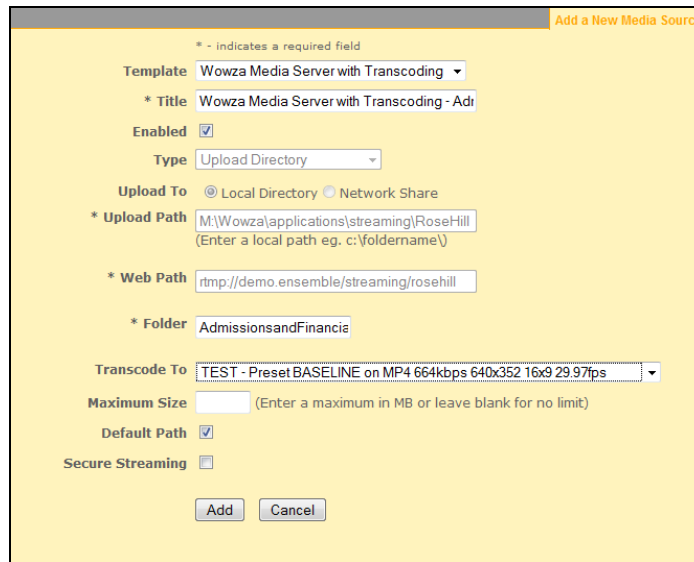 Add a New Media Sourc
* - indicates a required field
Template Wowza Media Server with Transcoding
* Title Wowza Media Server with Transcoding - Adr
Enabled
Type Upload Directory
Upload To Local Directory Network Share
* Upload Path M:\Wowza\applications\streaming\RoseHill
(Enter a local path eg. c:\foldername\)
* Web Path rtmp://demo.ensemble/streaming/rosehill
* Folder AdmissionsandFinancia
Transcode To TEST - Preset BASELINE on MP4 664kbps 640x352 16x9 29.97fps
Maximum Size (Enter a maximum in MB or leave blank for no limit)
Default Path
Secure Streaming
Add Cancel